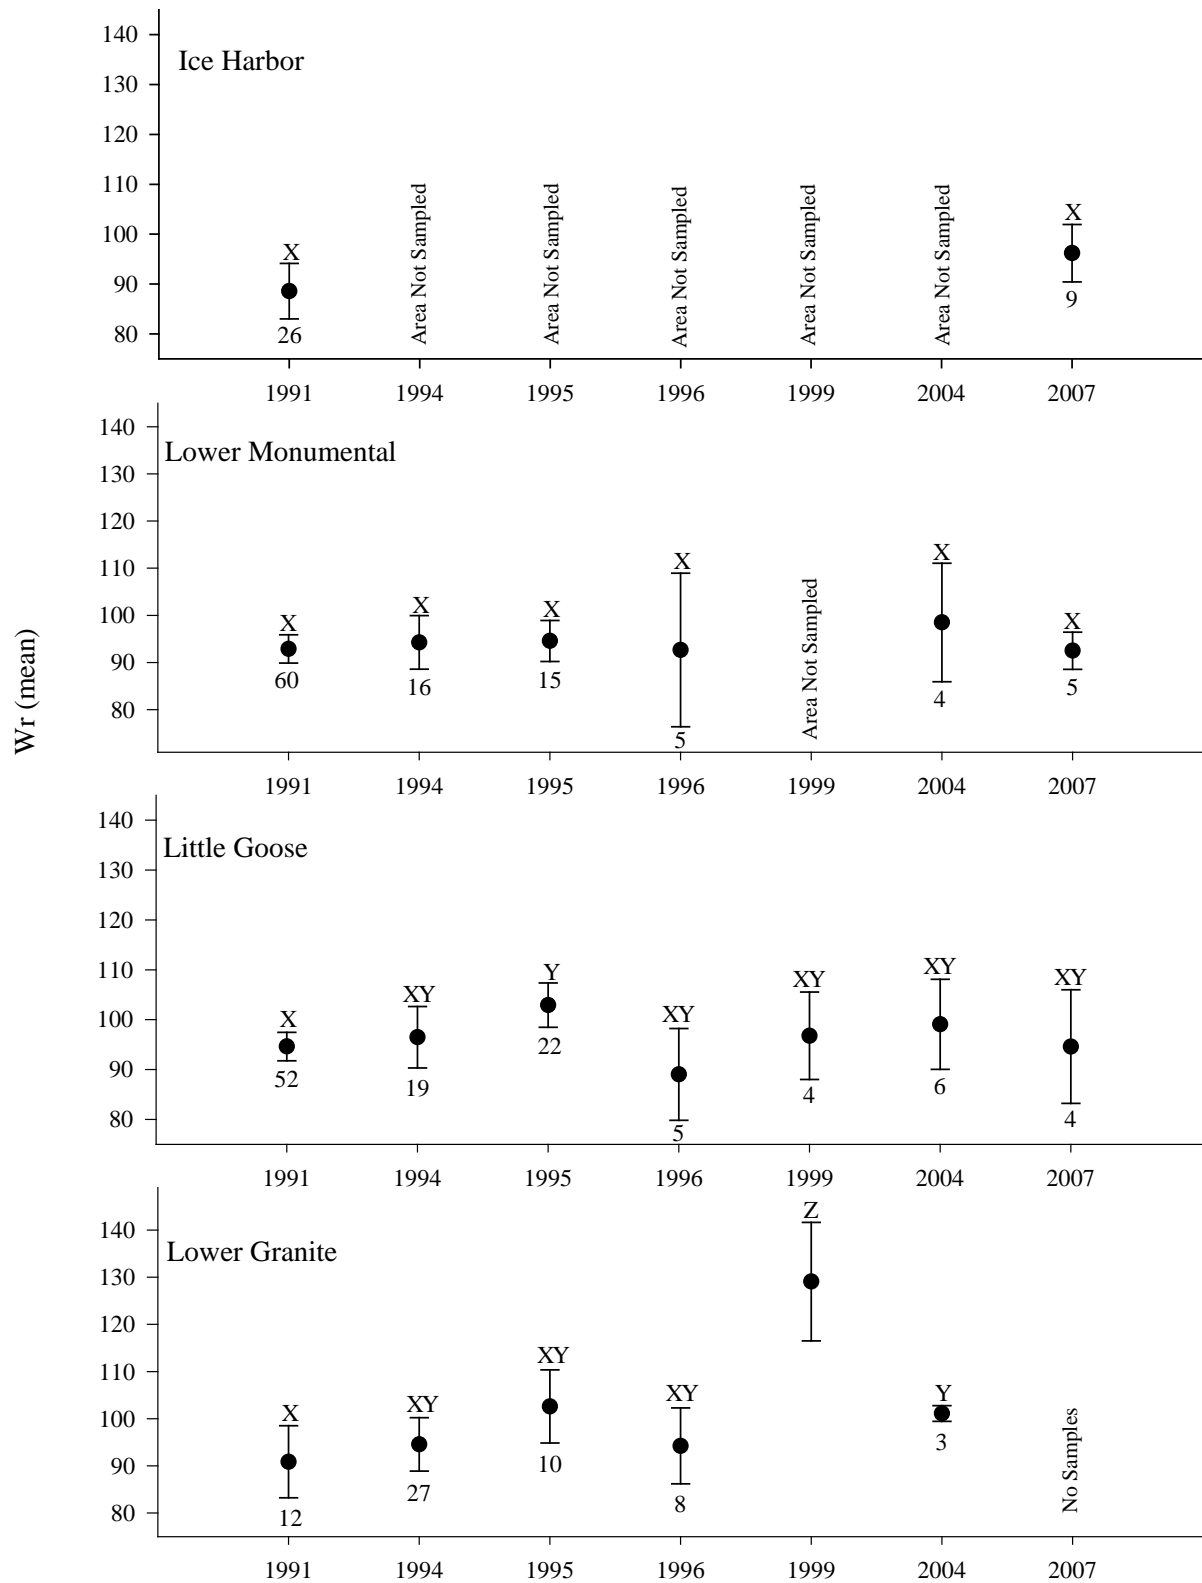 140
Ice Harbor
130
120
110
100
90
80
X
26
Area Not Sampled
Area Not Sampled
Area Not Sampled
Area Not Sampled
Area Not Sampled
X
9
1991 1994 1995 1996 1999 2004 2007
140
Lower Monumental
130
120
110
100
90
80
X X X X X X
60 16 15 5 4 5
Area Not Sampled
1991 1994 1995 1996 1999 2004 2007
Wr (mean)
140
Little Goose
130
120
110
100
90
80
X XY Y XY XY XY XY
52 19 22 5 4 6 4
1991 1994 1995 1996 1999 2004 2007
140
Lower Granite
130
120
110
100
90
80
X XY XY XY Z Y
12 27 10 8 3
No Samples
1991 1994 1995 1996 1999 2004 2007